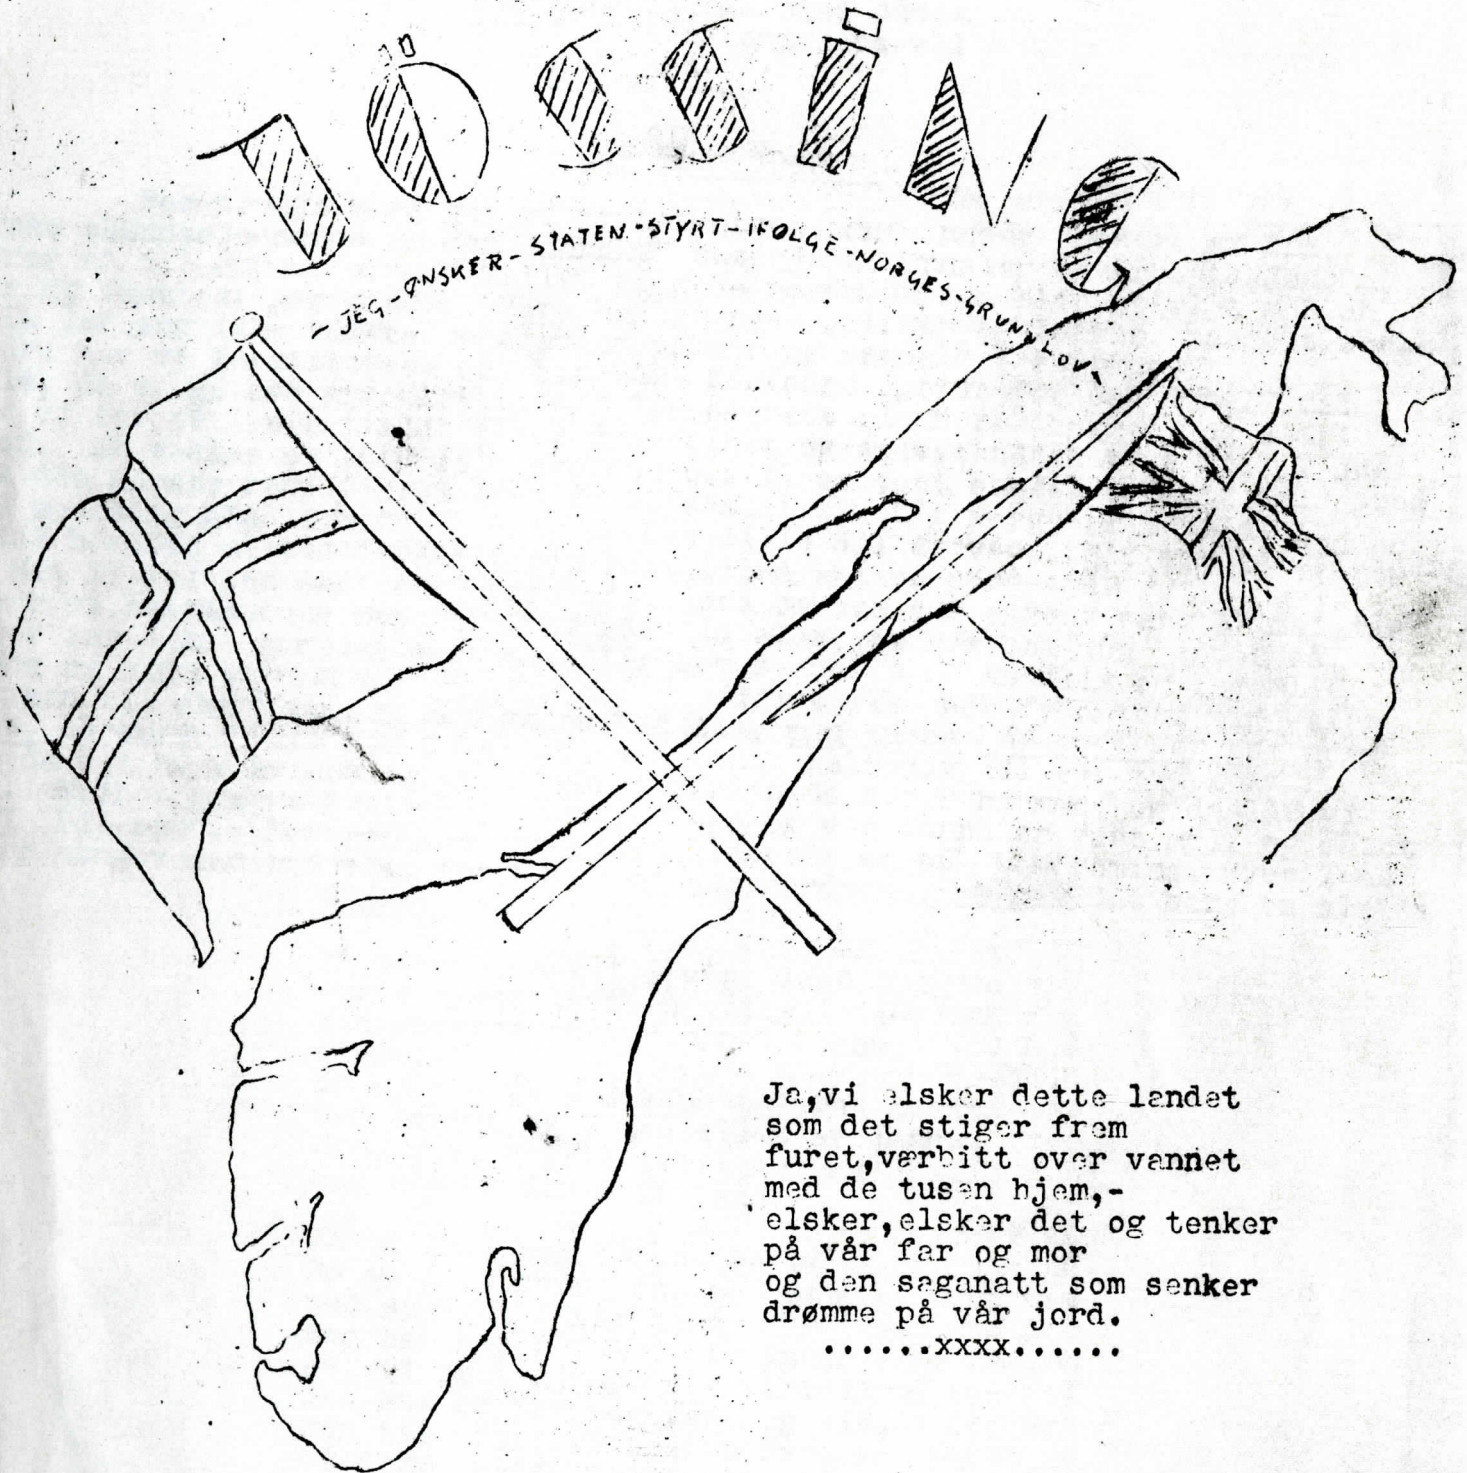 JØSSING
- JEG - ØNSKER - STATEN - STYRT - IFØLGE - NORGES - GRUNNLOV -
Ja,vi elsker dette landet
som det stiger frem
furet,værbitt over vannet
med de tusen hjem,-
elsker,elsker det og tenker
på vår far og mor
og den saganatt som senker
drømme på vår jord.
......xxxx......